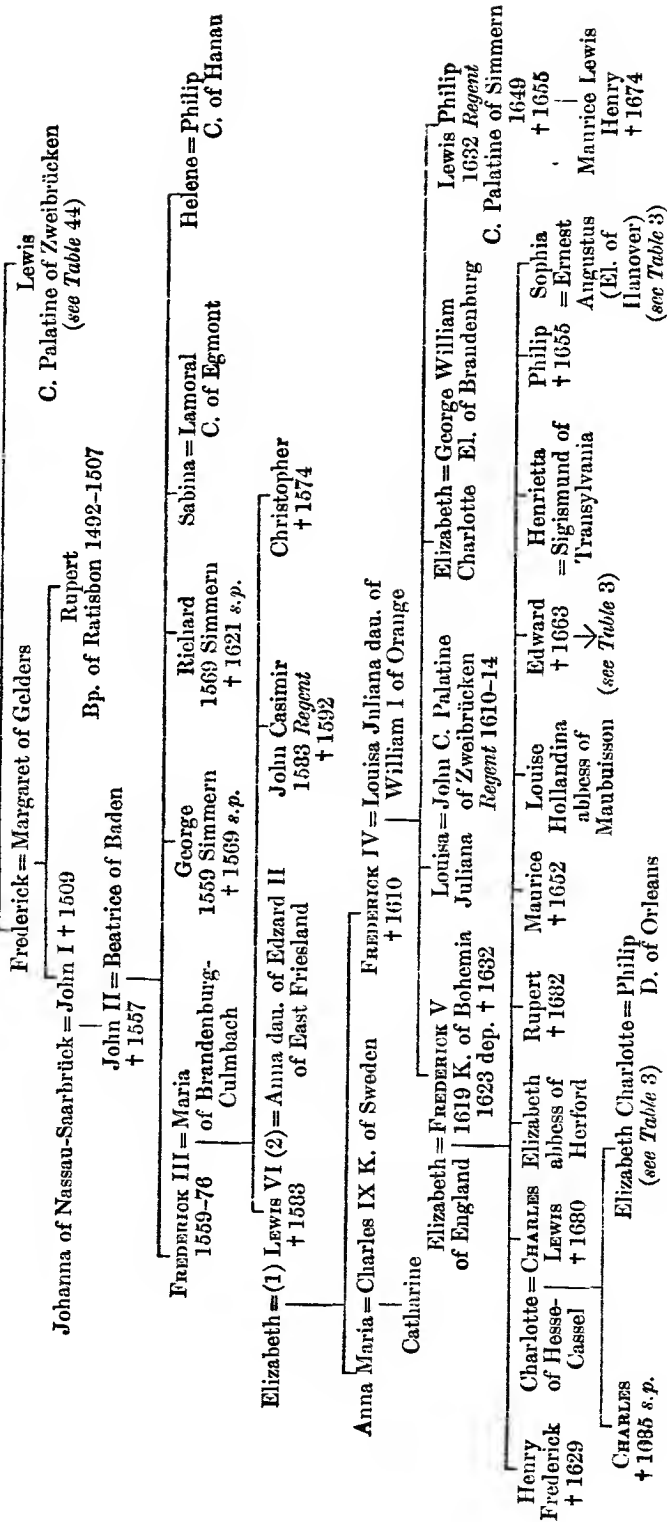 Lewis
C. Palatine of Zweibrücken
(see Table 44)
Frederick = Margaret of Gelders
Rupert
Bp. of Ratisbon 1492–1507
Johanna of Nassau-Saarbrück = John I † 1509
John II = Beatrice of Baden
† 1557
FREDERICK III = Maria
1559–76 of Brandenburg-
Culmbach
George
1559 Simmern
† 1569 s.p.
Richard
1569 Simmern
† 1621 s.p.
Sabina = Lamoral
C. of Egmont
Helene = Philip
C. of Hanau
Elizabeth = (1) LEWIS VI (2) = Anna dau. of Edzard II
† 1583 of East Friesland
John Casimir
1583 Regent
† 1592
Christopher
† 1574
Anna Maria = Charles IX K. of Sweden
Catharine
FREDERICK IV = Louisa Juliana dau. of
† 1610 William I of Orange
Elizabeth = FREDERICK V
of England 1619 K. of Bohemia
1623 dep. † 1632
Louisa = John C. Palatine
Juliana of Zweibrücken
Regent 1610–14
Elizabeth = George William
Charlotte El. of Brandenburg
Lewis Philip
1632 Regent
C. Palatine of Simmern
1649
† 1655
Maurice Lewis
Henry
† 1674
Henry
Frederick
† 1629
Charlotte = CHARLES
of Hesse- LEWIS
Cassel † 1680
Elizabeth
abbess of
Herford
Rupert
† 1682
Maurice
† 1652
Louise
Hollandina
abbess of
Maubuisson
Edward
† 1663
(see Table 3)
Henrietta
= Sigismund of
Transylvania
Philip
† 1655
Sophia
= Ernest
Augustus
(El. of
Hanover)
(see Table 3)
CHARLES
† 1685 s.p.
Elizabeth Charlotte = Philip
(see Table 3) D. of Orleans